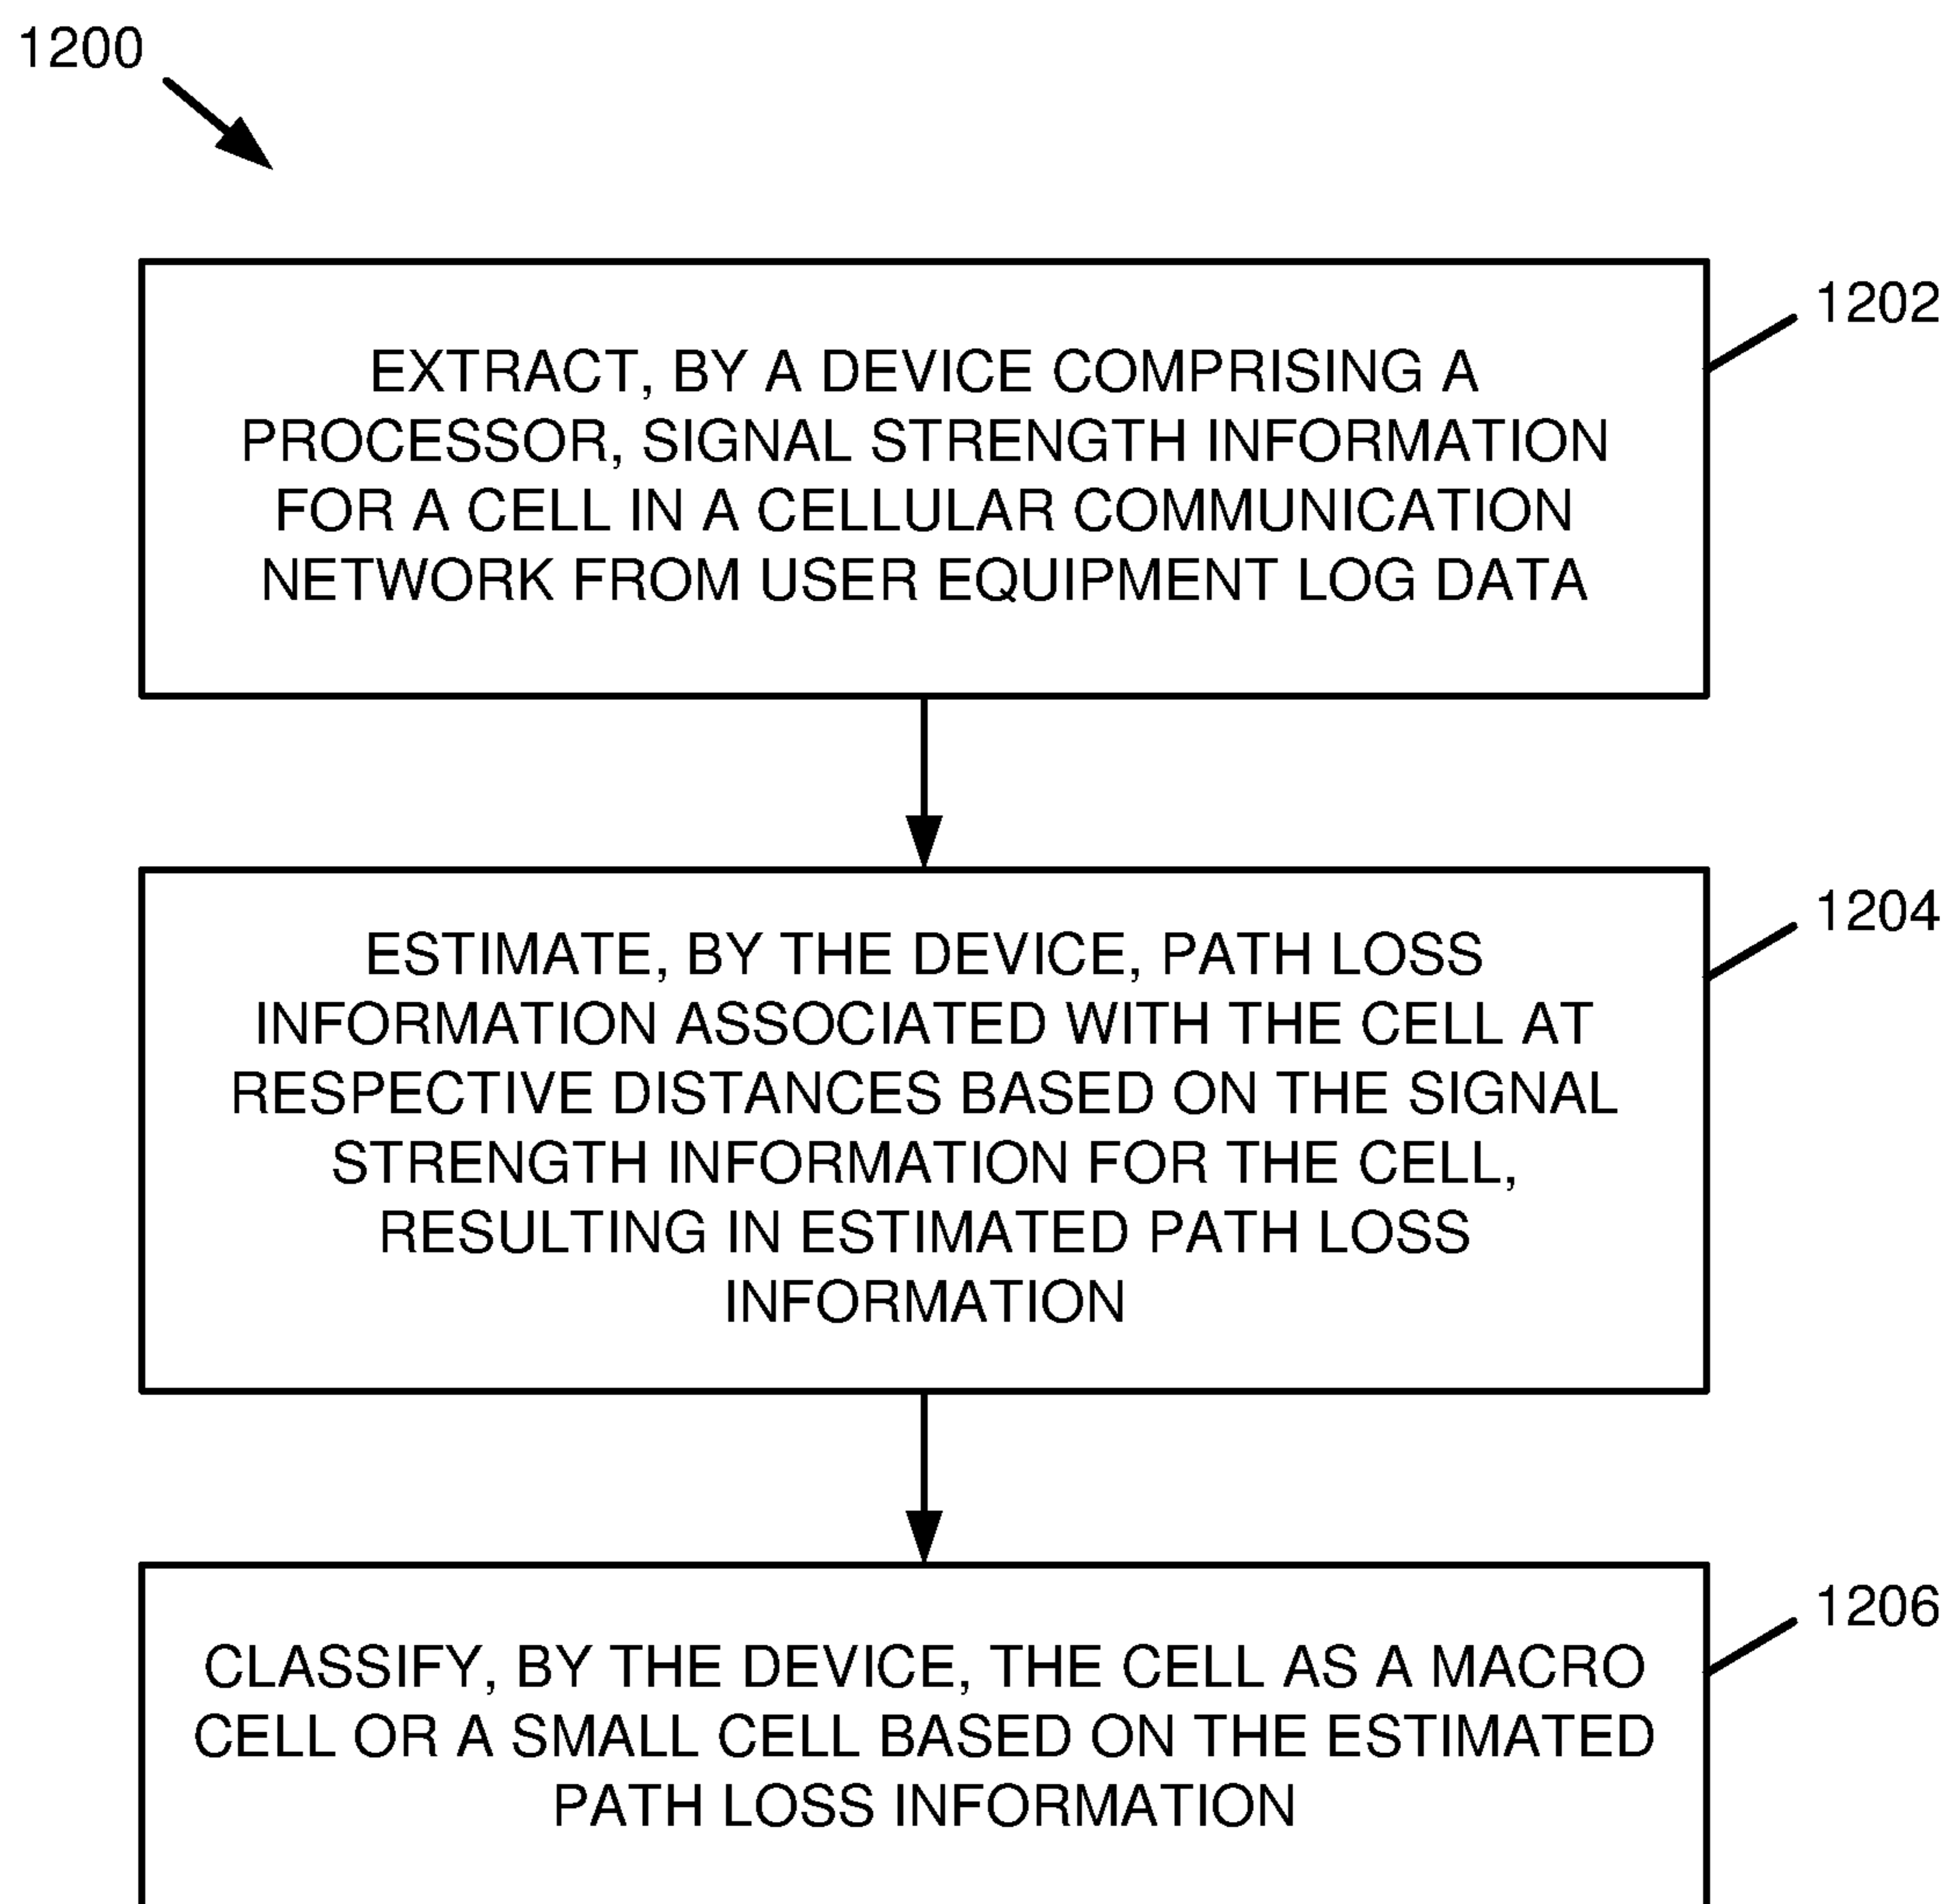 1200
1202
EXTRACT, BY A DEVICE COMPRISING A
PROCESSOR, SIGNAL STRENGTH INFORMATION
FOR A CELL IN A CELLULAR COMMUNICATION
NETWORK FROM USER EQUIPMENT LOG DATA
1204
ESTIMATE, BY THE DEVICE, PATH LOSS
INFORMATION ASSOCIATED WITH THE CELL AT
RESPECTIVE DISTANCES BASED ON THE SIGNAL
STRENGTH INFORMATION FOR THE CELL,
RESULTING IN ESTIMATED PATH LOSS
INFORMATION
1206
CLASSIFY, BY THE DEVICE, THE CELL AS A MACRO
CELL OR A SMALL CELL BASED ON THE ESTIMATED
PATH LOSS INFORMATION